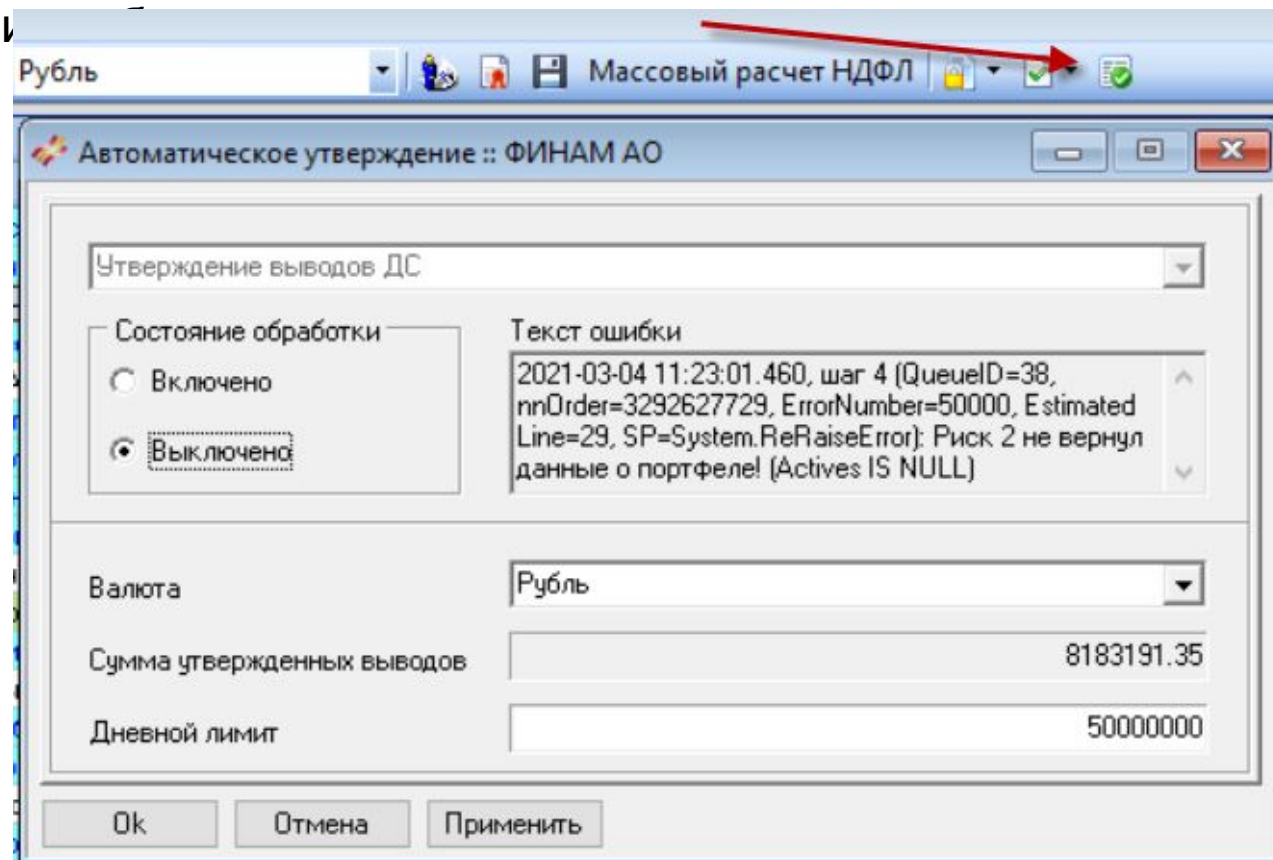 Рубль
Массовый расчет НДФЛ
Автоматическое утверждение :: ФИНАМ АО
Утверждение выводов ДС
Состояние обработки
Включено
Выключено
Текст ошибки
2021-03-04 11:23:01.460, шаг 4 (QueueID=38,
nnOrder=3292627729, ErrorNumber=50000, Estimated
Line=29, SP=System.ReRaiseError): Риск 2 не вернул
данные о портфеле! (Actives IS NULL)
Валюта
Рубль
Сумма утвержденных выводов
8183191.35
Дневной лимит
50000000
Ok
Отмена
Применить